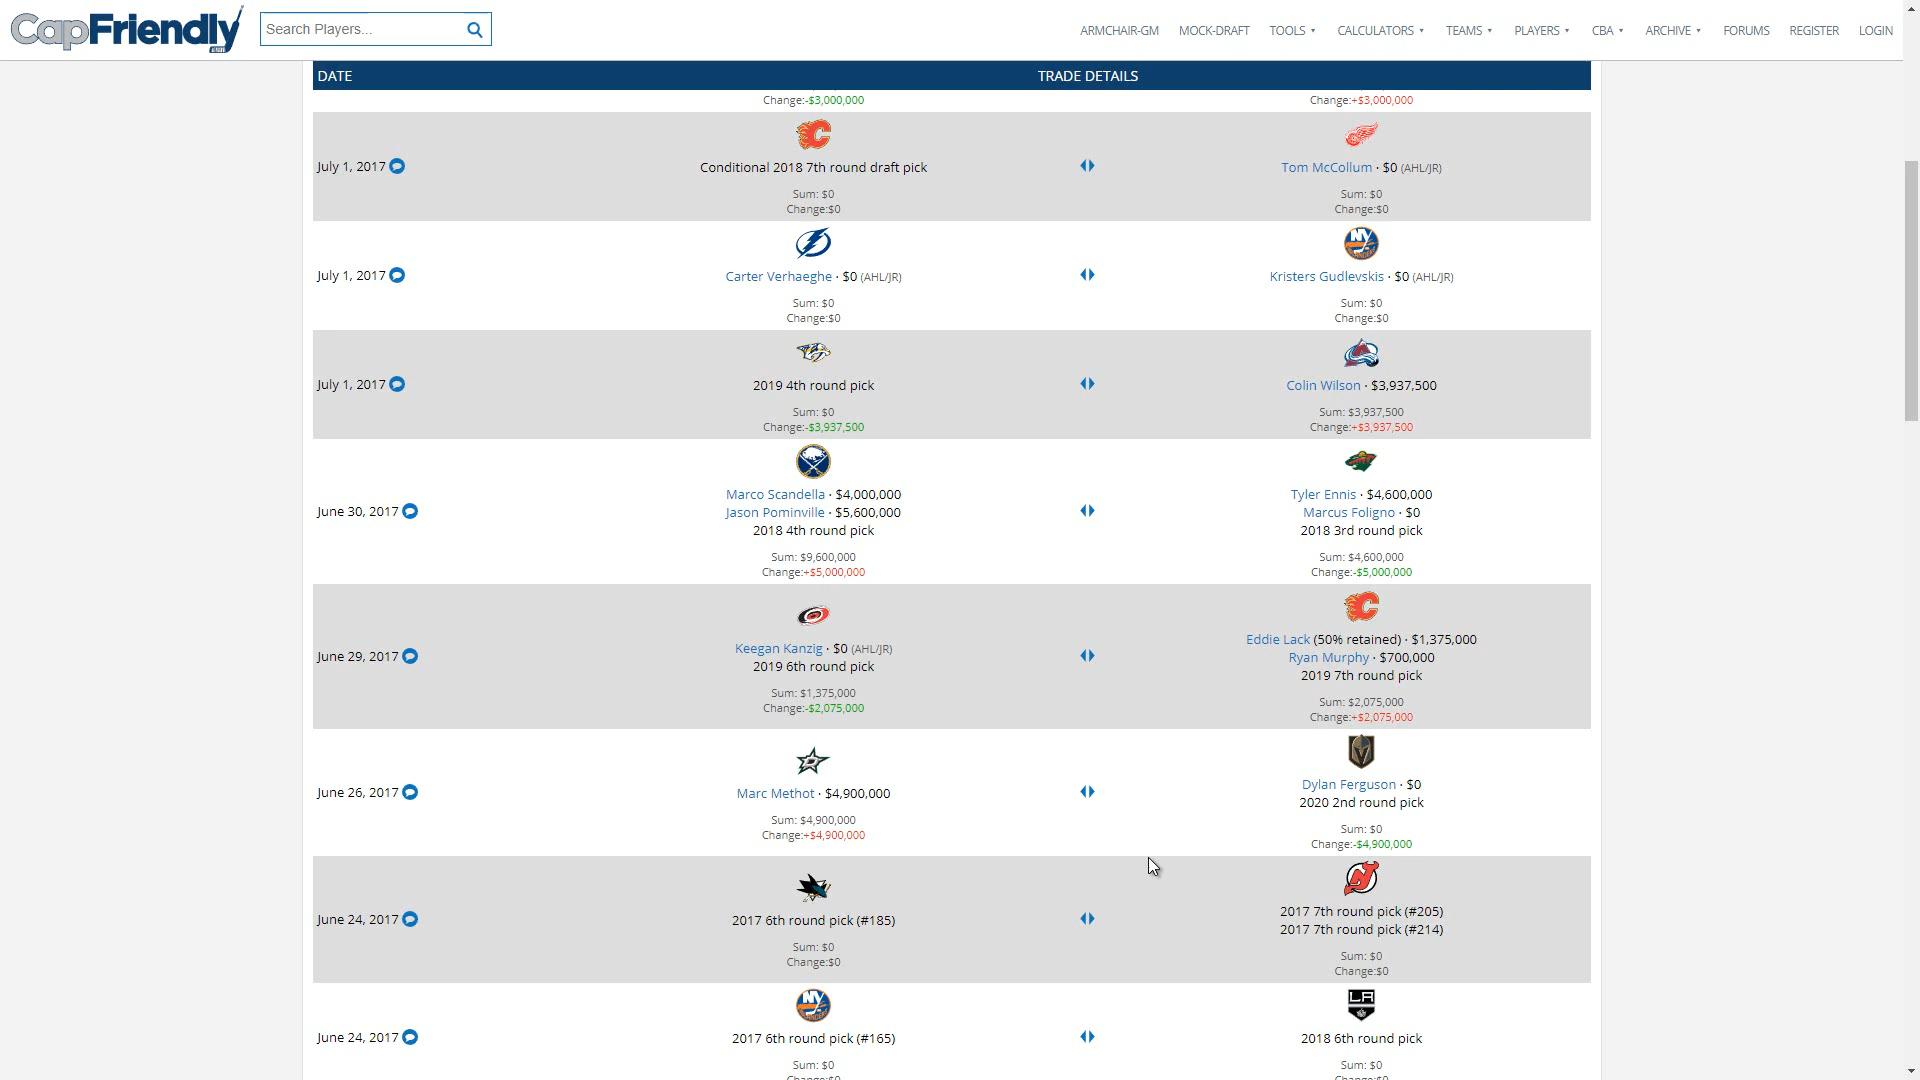 CapFriendly
Search Players...
ARMCHAIR-GM MOCK-DRAFT TOOLS CALCULATORS TEAMS PLAYERS CBA ARCHIVE FORUMS REGISTER LOGIN
DATE TRADE DETAILS
Change:-$3,000,000 Change:+$3,000,000
July 1, 2017
Conditional 2018 7th round draft pick
Sum: $0
Change:$0
Tom McCollum · $0 (AHL/JR)
Sum: $0
Change:$0
July 1, 2017
Carter Verhaeghe · $0 (AHL/JR)
Sum: $0
Change:$0
NY
Kristers Gudlevskis · $0 (AHL/JR)
Sum: $0
Change:$0
July 1, 2017
2019 4th round pick
Sum: $0
Change:-$3,937,500
Colin Wilson · $3,937,500
Sum: $3,937,500
Change:+$3,937,500
June 30, 2017
Marco Scandella · $4,000,000
Jason Pominville · $5,600,000
2018 4th round pick
Sum: $9,600,000
Change:+$5,000,000
Tyler Ennis · $4,600,000
Marcus Foligno · $0
2018 3rd round pick
Sum: $4,600,000
Change:-$5,000,000
June 29, 2017
Keegan Kanzig · $0 (AHL/JR)
2019 6th round pick
Sum: $1,375,000
Change:-$2,075,000
Eddie Lack (50% retained) · $1,375,000
Ryan Murphy · $700,000
2019 7th round pick
Sum: $2,075,000
Change:+$2,075,000
June 26, 2017
Marc Methot · $4,900,000
Sum: $4,900,000
Change:+$4,900,000
Dylan Ferguson · $0
2020 2nd round pick
Sum: $0
Change:-$4,900,000
June 24, 2017
2017 6th round pick (#185)
Sum: $0
Change:$0
2017 7th round pick (#205)
2017 7th round pick (#214)
Sum: $0
Change:$0
June 24, 2017
NY
2017 6th round pick (#165)
Sum: $0
Change:$0
LA
2018 6th round pick
Sum: $0
Change:$0